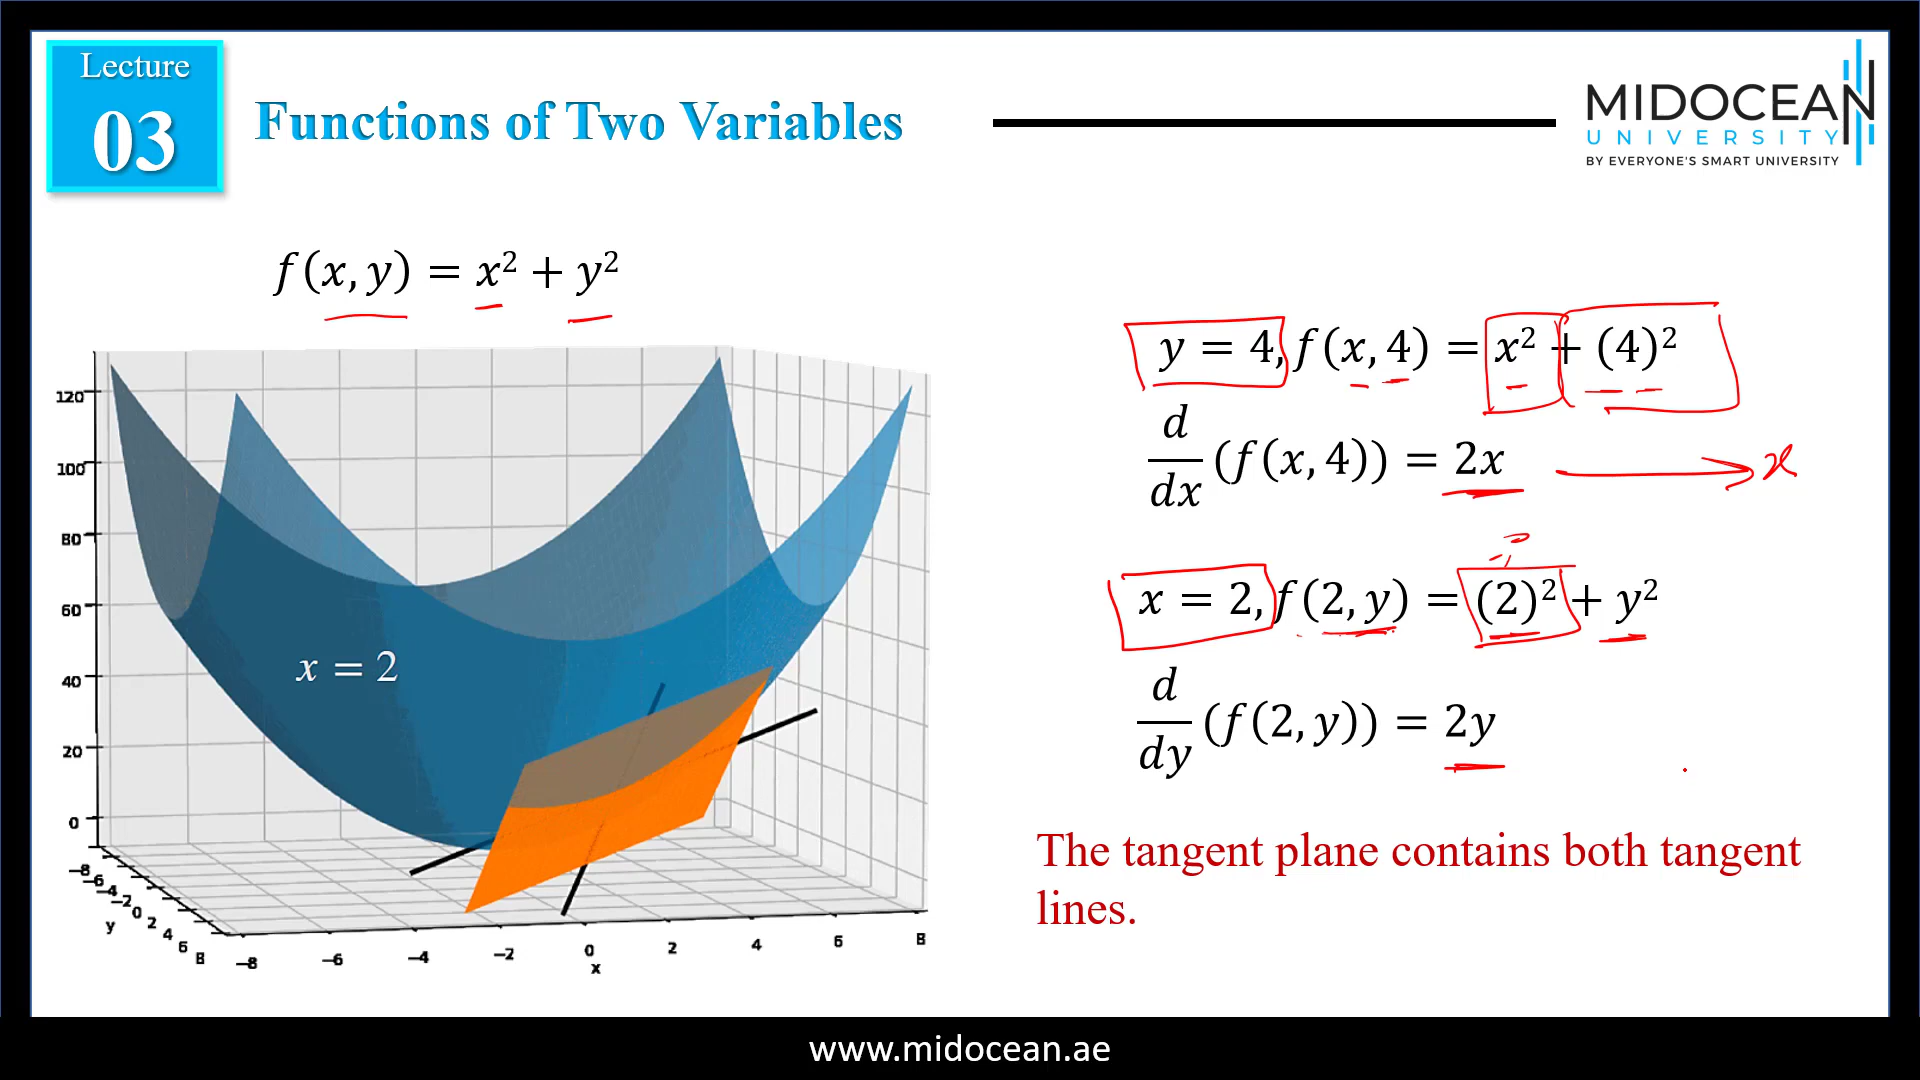 Lecture
03
Functions of Two Variables
MIDOCEAN
UNIVERSITY
BY EVERYONE'S SMART UNIVERSITY
f(x, y) = x² + y²
y = 4, f(x, 4) = x² + (4)²
d/dx (f(x, 4)) = 2x → x
x = 2, f(2, y) = (2)² + y²
d/dy (f(2, y)) = 2y
The tangent plane contains both tangent
lines.
x = 2
120
100
80
60
40
20
0
−8 −6 −4 −2 0 2 4 6 8
y
−8 −6 −4 −2 0 2 4 6 8
x
www.midocean.ae